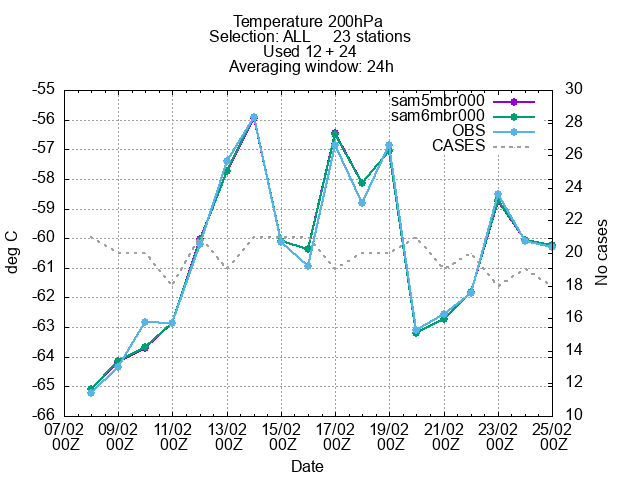 Temperature 200hPa
Selection: ALL 23 stations
Used 12 + 24
Averaging window: 24h
sam5mbr000
sam6mbr000
OBS
CASES
-55
-56
-57
-58
-59
-60
-61
-62
-63
-64
-65
-66
deg C
30
28
26
24
22
20
18
16
14
12
10
No cases
07/02 09/02 11/02 13/02 15/02 17/02 19/02 21/02 23/02 25/02
00Z 00Z 00Z 00Z 00Z 00Z 00Z 00Z 00Z 00Z
Date